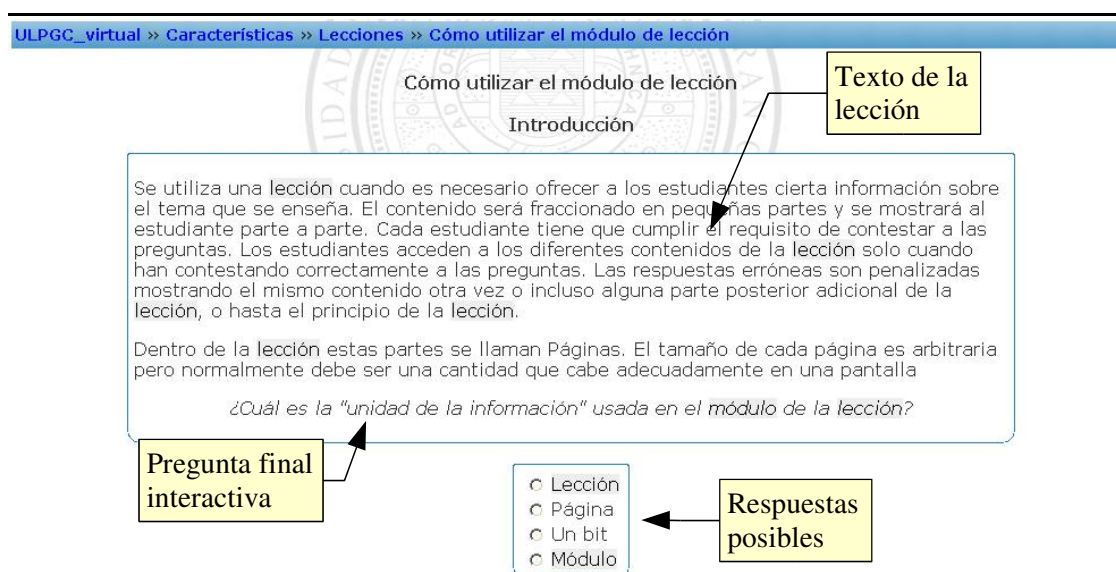 ULPGC_virtual » Características » Lecciones » Cómo utilizar el módulo de lección
Cómo utilizar el módulo de lección
Texto de la
lección
Introducción
Se utiliza una lección cuando es necesario ofrecer a los estudiantes cierta información sobre
el tema que se enseña. El contenido será fraccionado en pequeñas partes y se mostrará al
estudiante parte a parte. Cada estudiante tiene que cumplir el requisito de contestar a las
preguntas. Los estudiantes acceden a los diferentes contenidos de la lección solo cuando
han contestando correctamente a las preguntas. Las respuestas erróneas son penalizadas
mostrando el mismo contenido otra vez o incluso alguna parte posterior adicional de la
lección, o hasta el principio de la lección.
Dentro de la lección estas partes se llaman Páginas. El tamaño de cada página es arbitraria
pero normalmente debe ser una cantidad que cabe adecuadamente en una pantalla
¿Cuál es la "unidad de la información" usada en el módulo de la lección?
Pregunta final
interactiva
Lección
Página
Un bit
Módulo
Respuestas
posibles